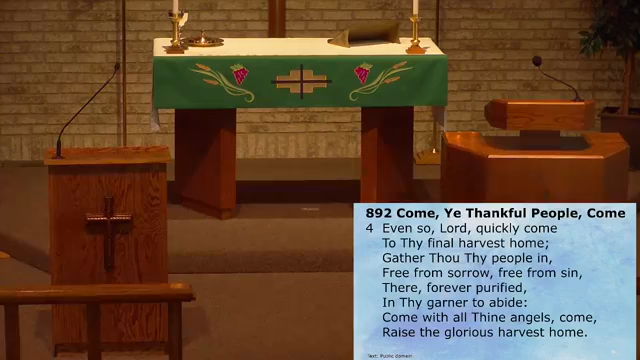 892 Come, Ye Thankful People, Come
4 Even so, Lord, quickly come
To Thy final harvest home;
Gather Thou Thy people in,
Free from sorrow, free from sin,
There, forever purified,
In Thy garner to abide:
Come with all Thine angels, come,
Raise the glorious harvest home.
Text: Public domain